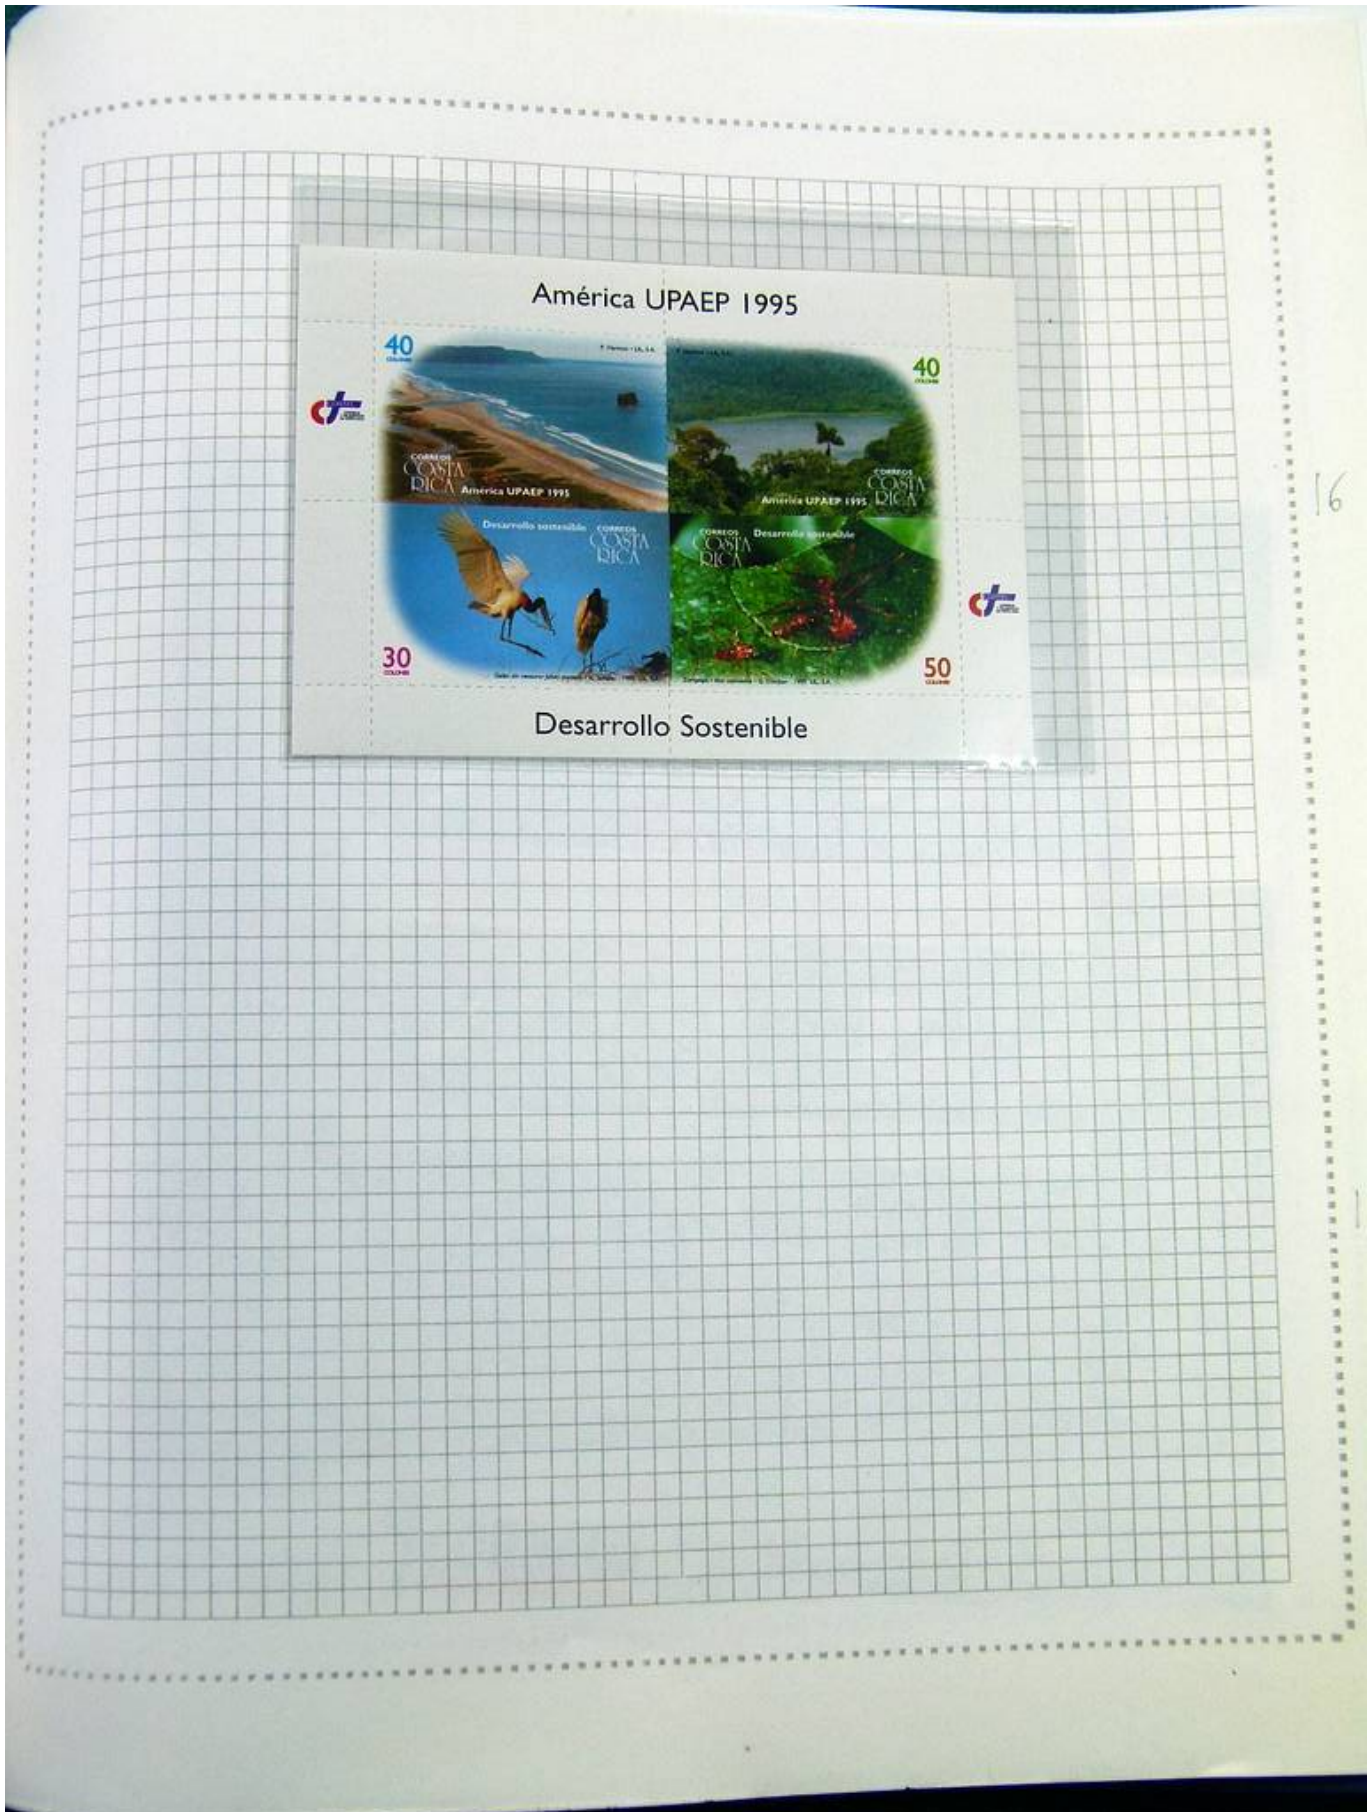 América UPAEP 1995
40
COLONES
40
COLONES
CORREOS
COSTA
RICA
América UPAEP 1995
CORREOS
COSTA
RICA
América UPAEP 1995
Desarrollo sostenible
CORREOS
COSTA
RICA
CORREOS
COSTA
RICA
Desarrollo sostenible
30
COLONES
50
COLONES
Desarrollo Sostenible
16